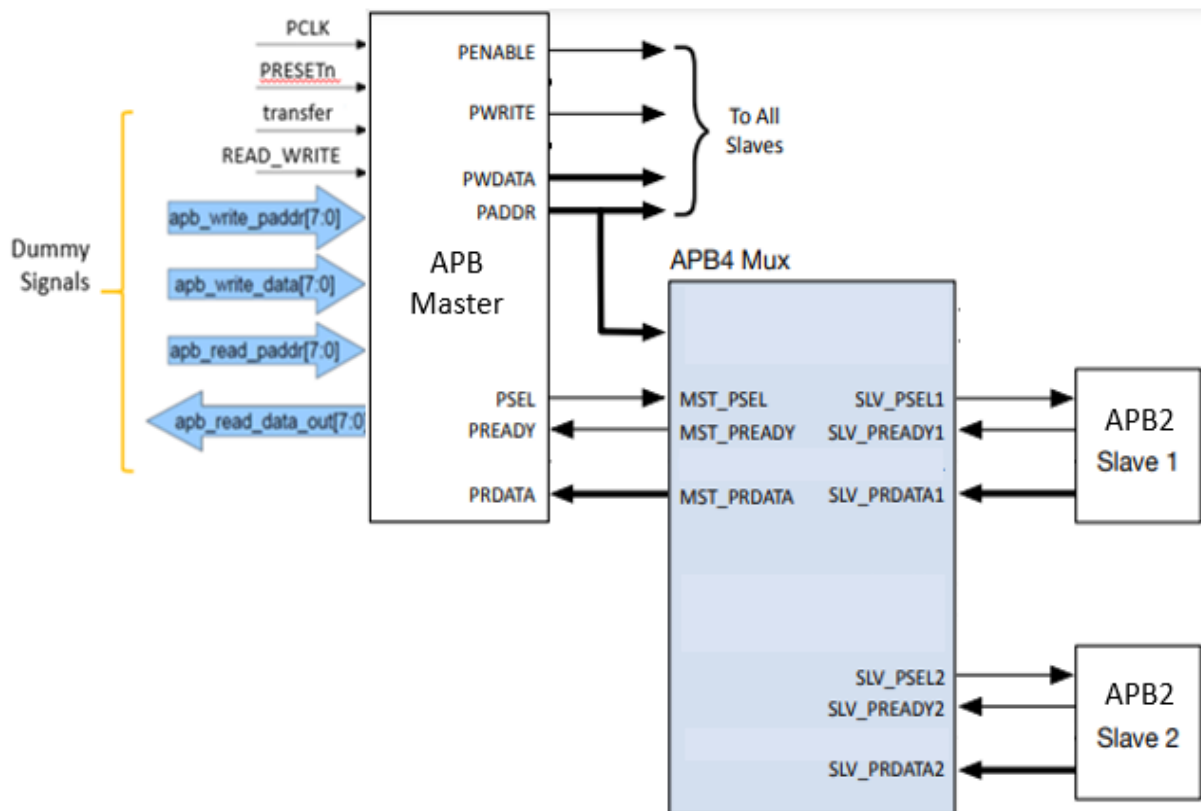 PCLK
PRESETn
transfer
READ_WRITE
apb_write_paddr[7:0]
apb_write_data[7:0]
apb_read_paddr[7:0]
apb_read_data_out[7:0]
Dummy
Signals
PENABLE
PWRITE
PWDATA
PADDR
APB
Master
PSEL
PREADY
PRDATA
To All
Slaves
APB4 Mux
MST_PSEL
MST_PREADY
MST_PRDATA
SLV_PSEL1
SLV_PREADY1
SLV_PRDATA1
SLV_PSEL2
SLV_PREADY2
SLV_PRDATA2
APB2
Slave 1
APB2
Slave 2